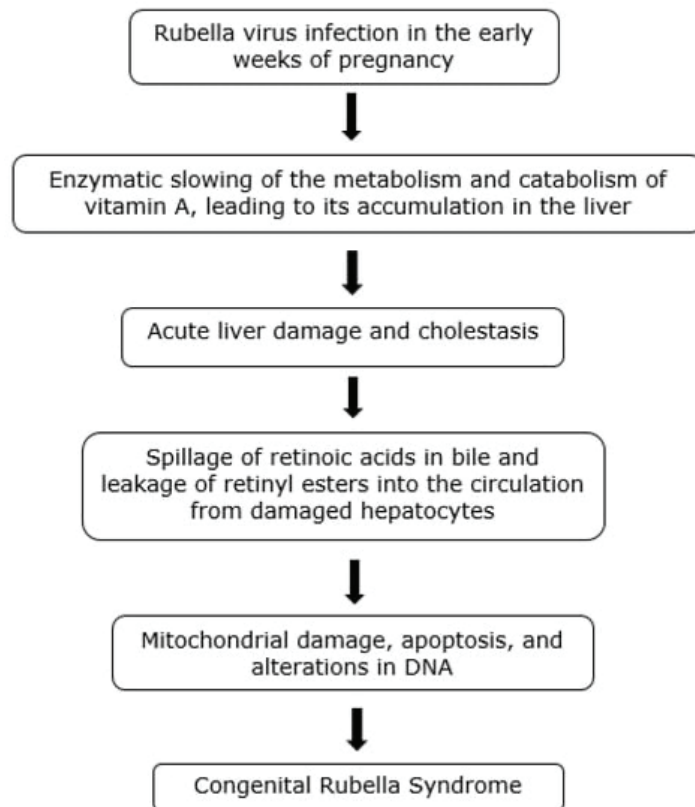 Rubella virus infection in the early
weeks of pregnancy
Enzymatic slowing of the metabolism and catabolism of
vitamin A, leading to its accumulation in the liver
Acute liver damage and cholestasis
Spillage of retinoic acids in bile and
leakage of retinyl esters into the circulation
from damaged hepatocytes
Mitochondrial damage, apoptosis, and
alterations in DNA
Congenital Rubella Syndrome